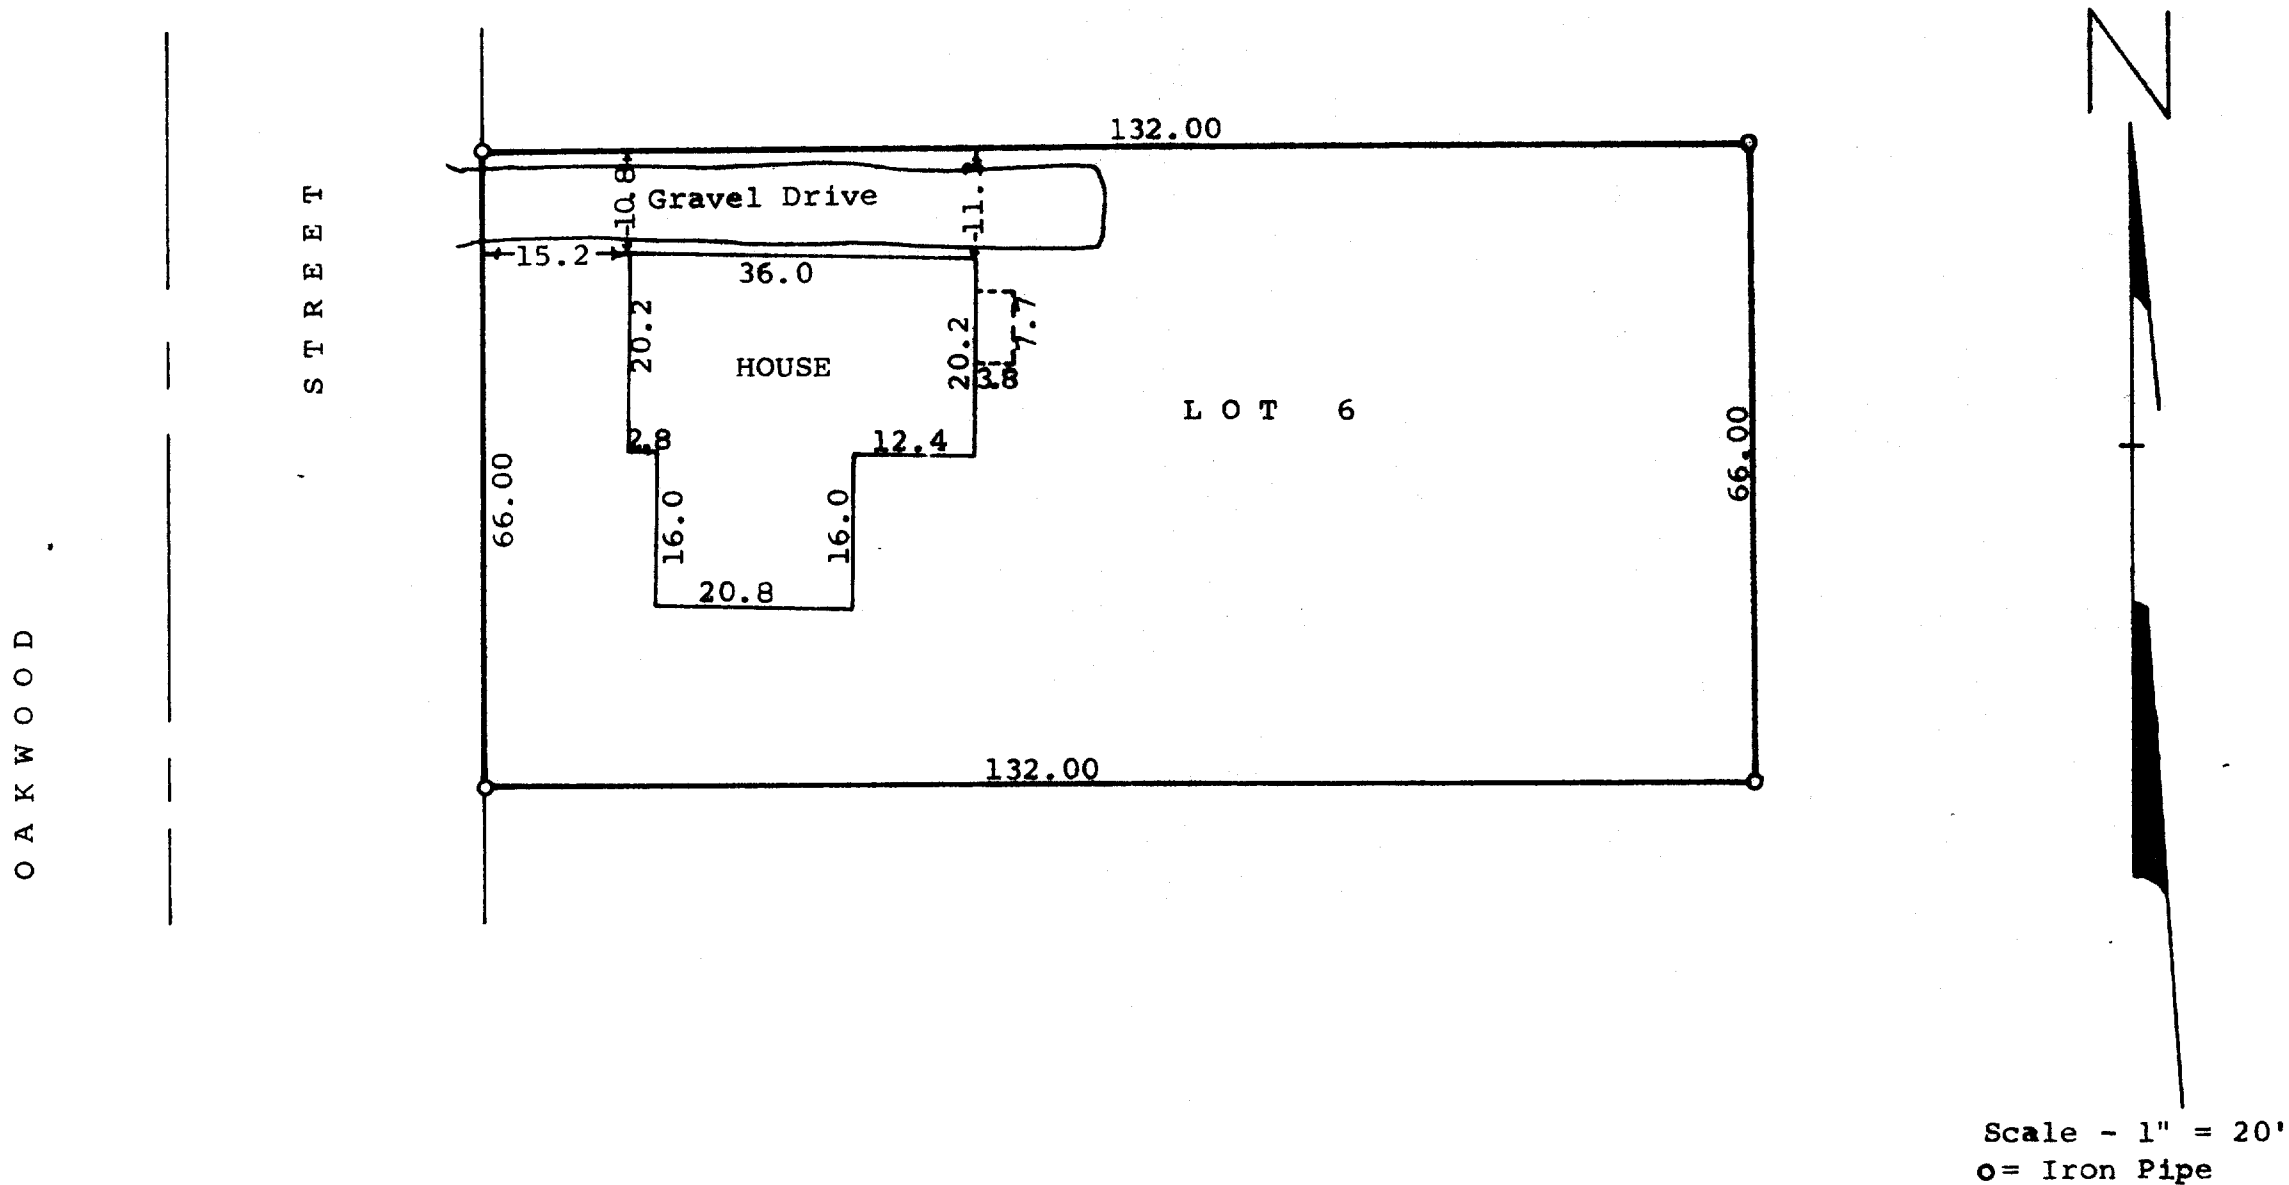 N
132.00
STREET
10.8
Gravel Drive
11.
15.2
36.0
20.2
HOUSE
20.2
7.7
3.8
LOT 6
2.8
12.4
66.00
66.00
16.0
16.0
20.8
OAKWOOD
132.00
Scale - 1" = 20'
o= Iron Pipe